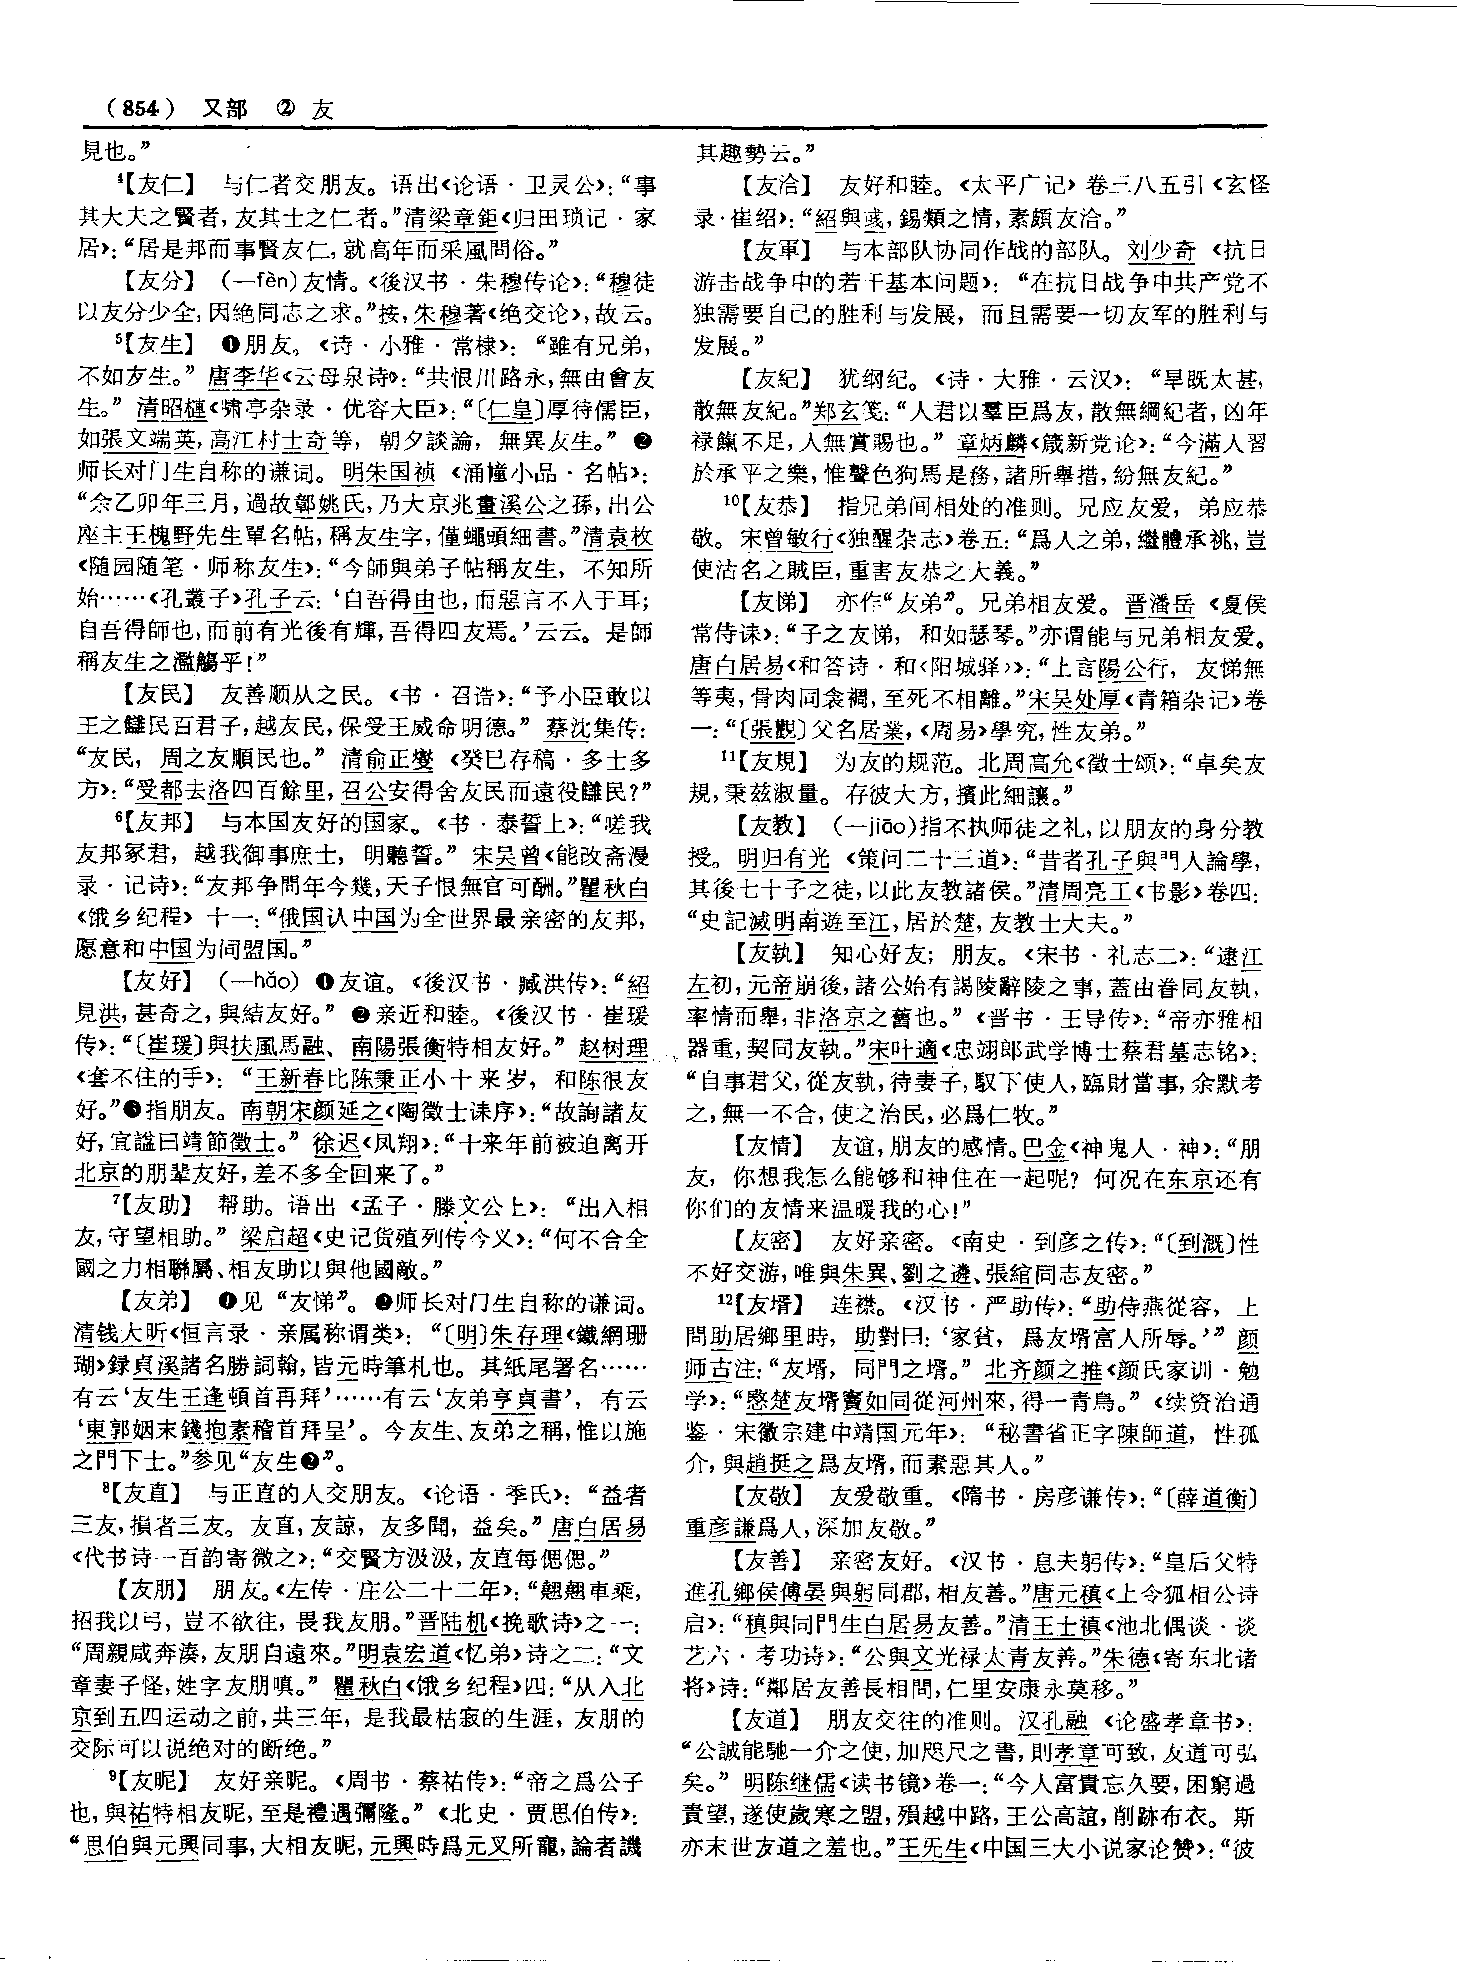 （854） 又部 ② 友
見也。”
⁴【友仁】 与仁者交朋友。语出《论语·卫灵公》：“事
其大夫之賢者，友其士之仁者。”清梁章鉅《归田琐记·家
居》：“居是邦而事賢友仁，就高年而采風問俗。”
【友分】 （—fèn）友情。《後汉书·朱穆传论》：“穆徒
以友分少全，因绝同志之求。”按，朱穆著《绝交论》，故云。
⁵【友生】 ❶朋友。《诗·小雅·常棣》：“雖有兄弟，
不如友生。”唐李华《云母泉诗》：“共恨川路永，無由會友
生。”清昭槤《啸亭杂录·优容大臣》：“〔仁皇〕厚待儒臣，
如張文端英，高江村士奇等，朝夕談論，無異友生。”❷
师长对门生自称的谦词。明朱国祯《涌幢小品·名帖》：
“余乙卯年三月，過故鄣姚氏，乃大京兆畫溪公之孫，出公
座主王槐野先生單名帖，稱友生字，僅蠅頭細書。”清袁枚
《随园随笔·师称友生》：“今師與弟子帖稱友生，不知所
始……《孔叢子》孔子云：‘自吾得由也，而惡言不入于耳；
自吾得師也，而前有光後有輝，吾得四友焉。’云云。是師
稱友生之濫觴乎！”
【友民】 友善顺从之民。《书·召诰》：“予小臣敢以
王之讎民百君子，越友民，保受王威命明德。”蔡沈集传：
“友民，周之友順民也。”清俞正燮《癸巳存稿·多士多
方》：“受都去洛四百餘里，召公安得舍友民而遠役讎民？”
⁶【友邦】 与本国友好的国家。《书·泰誓上》：“嗟我
友邦冢君，越我御事庶士，明聽誓。”宋吴曾《能改斋漫
录·记诗》：“友邦争問年今幾，天子恨無官可酬。”瞿秋白
《饿乡纪程》十一：“俄国认中国为全世界最亲密的友邦，
愿意和中国为同盟国。”
【友好】 （—hǎo）❶友谊。《後汉书·臧洪传》：“紹
見洪，甚奇之，與結友好。”❷亲近和睦。《後汉书·崔瑗
传》：“〔崔瑗〕與扶風馬融、南陽張衡特相友好。”赵树理
《套不住的手》：“王新春比陈秉正小十来岁，和陈很友
好。”❸指朋友。南朝宋颜延之《陶徵士诔序》：“故詢諸友
好，宜謚曰靖節徵士。”徐迟《凤翔》：“十来年前被迫离开
北京的朋辈友好，差不多全回来了。”
⁷【友助】 帮助。语出《孟子·滕文公上》：“出入相
友，守望相助。”梁启超《史记货殖列传今义》：“何不合全
國之力相聯屬、相友助以與他國敵。”
【友弟】 ❶见“友悌”。❷师长对门生自称的谦词。
清钱大昕《恒言录·亲属称谓类》：“〔明〕朱存理《鐵網珊
瑚》録貞溪諸名勝詞翰，皆元時筆札也。其紙尾署名……
有云‘友生王逢頓首再拜’……有云‘友弟亨貞書’，有云
‘東郭姻末錢抱素稽首拜呈’。今友生、友弟之稱，惟以施
之門下士。”参见“友生❷”。
⁸【友直】 与正直的人交朋友。《论语·季氏》：“益者
三友，損者三友。友直，友諒，友多聞，益矣。”唐白居易
《代书诗一百韵寄微之》：“交賢方汲汲，友直每偲偲。”
【友朋】 朋友。《左传·庄公二十二年》：“翹翹車乘，
招我以弓，豈不欲往，畏我友朋。”晋陆机《挽歌诗》之一：
“周親咸奔湊，友朋自遠來。”明袁宏道《忆弟》诗之二：“文
章妻子怪，姓字友朋嗔。”瞿秋白《饿乡纪程》四：“从入北
京到五四运动之前，共三年，是我最枯寂的生涯，友朋的
交际可以说绝对的断绝。”
⁹【友昵】 友好亲昵。《周书·蔡祐传》：“帝之爲公子
也，與祐特相友昵，至是禮遇彌隆。”《北史·贾思伯传》：
“思伯與元興同事，大相友昵，元興時爲元叉所寵，論者譏
其趣勢云。”
【友洽】 友好和睦。《太平广记》卷三八五引《玄怪
录·崔绍》：“紹與彧，錫類之情，素頗友洽。”
【友軍】 与本部队协同作战的部队。刘少奇《抗日
游击战争中的若干基本问题》：“在抗日战争中共产党不
独需要自己的胜利与发展，而且需要一切友军的胜利与
发展。”
【友紀】 犹纲纪。《诗·大雅·云汉》：“旱既太甚，
散無友紀。”郑玄笺：“人君以羣臣爲友，散無綱紀者，凶年
禄餼不足，人無賞賜也。”章炳麟《箴新党论》：“今滿人習
於承平之樂，惟聲色狗馬是務，諸所舉措，紛無友紀。”
¹⁰【友恭】 指兄弟间相处的准则。兄应友爱，弟应恭
敬。宋曾敏行《独醒杂志》卷五：“爲人之弟，繼體承祧，豈
使沽名之賊臣，重害友恭之大義。”
【友悌】 亦作“友弟”。兄弟相友爱。晋潘岳《夏侯
常侍诔》：“子之友悌，和如瑟琴。”亦谓能与兄弟相友爱。
唐白居易《和答诗·和〈阳城驿〉》：“上言陽公行，友悌無
等夷，骨肉同衾裯，至死不相離。”宋吴处厚《青箱杂记》卷
一：“〔張觀〕父名居業，《周易》學究，性友弟。”
¹¹【友規】 为友的规范。北周高允《徵士颂》：“卓矣友
規，秉兹淑量。存彼大方，擯此細讓。”
【友教】 （—jiāo）指不执师徒之礼，以朋友的身分教
授。明归有光《策问二十三道》：“昔者孔子與門人論學，
其後七十子之徒，以此友教諸侯。”清周亮工《书影》卷四：
“史記滅明南遊至江，居於楚，友教士大夫。”
【友執】 知心好友；朋友。《宋书·礼志二》：“逮江
左初，元帝崩後，諸公始有謁陵辭陵之事，蓋由眷同友執，
率情而舉，非洛京之舊也。”《晋书·王导传》：“帝亦雅相
器重，契同友執。”宋叶適《忠翊郎武学博士蔡君墓志铭》：
“自事君父，從友執，待妻子，馭下使人，臨財當事，余默考
之，無一不合，使之治民，必爲仁牧。”
【友情】 友谊，朋友的感情。巴金《神鬼人·神》：“朋
友，你想我怎么能够和神住在一起呢？何况在东京还有
你们的友情来温暖我的心！”
【友密】 友好亲密。《南史·到彦之传》：“〔到溉〕性
不好交游，唯與朱异、劉之遴、張綰同志友密。”
¹²【友壻】 连襟。《汉书·严助传》：“助侍燕從容，上
問助居鄉里時，助對曰：‘家貧，爲友壻富人所辱。’”颜
师古注：“友壻，同門之壻。”北齐颜之推《颜氏家训·勉
学》：“愍楚友壻竇如同從河州來，得一青鳥。”《续资治通
鉴·宋徽宗建中靖国元年》：“秘書省正字陳師道，性孤
介，與趙挺之爲友壻，而素惡其人。”
【友敬】 友爱敬重。《隋书·房彦谦传》：“〔薛道衡〕
重彦謙爲人，深加友敬。”
【友善】 亲密友好。《汉书·息夫躬传》：“皇后父特
進孔鄉侯傅晏與躬同郡，相友善。”唐元稹《上令狐相公诗
启》：“稹與同門生白居易友善。”清王士禛《池北偶谈·谈
艺六·考功诗》：“公與文光禄太青友善。”朱德《寄东北诸
将》诗：“鄰居友善長相問，仁里安康永莫移。”
【友道】 朋友交往的准则。汉孔融《论盛孝章书》：
“公誠能馳一介之使，加咫尺之書，則孝章可致，友道可弘
矣。”明陈继儒《读书镜》卷一：“今人富貴忘久要，困窮過
責望，遂使歲寒之盟，殞越中路，王公高誼，削跡布衣。斯
亦末世友道之羞也。”王旡生《中国三大小说家论赞》：“彼